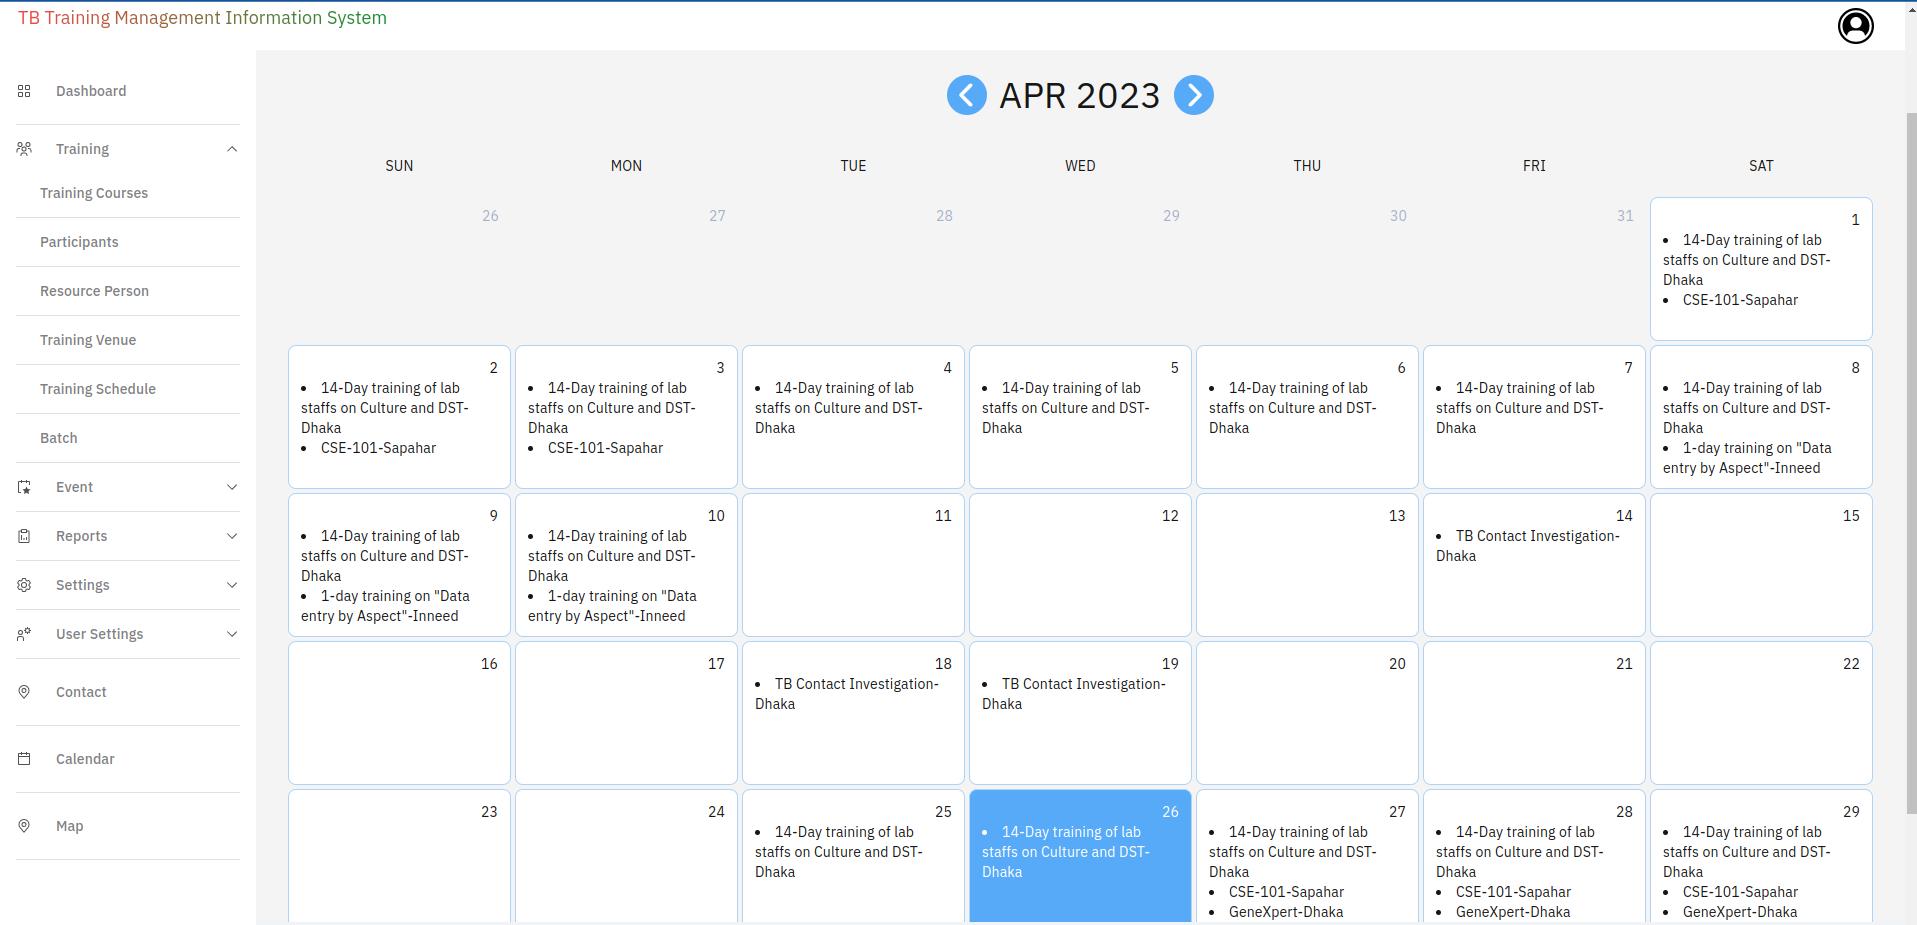 TB Training Management Information System
Dashboard
Training
Training Courses
Participants
Resource Person
Training Venue
Training Schedule
Batch
Event
Reports
Settings
User Settings
Contact
Calendar
Map
APR 2023
SUN MON TUE WED THU FRI SAT
26 27 28 29 30 31
1
• 14-Day training of lab
staffs on Culture and DST-
Dhaka
• CSE-101-Sapahar
2
• 14-Day training of lab
staffs on Culture and DST-
Dhaka
• CSE-101-Sapahar
3
• 14-Day training of lab
staffs on Culture and DST-
Dhaka
• CSE-101-Sapahar
4
• 14-Day training of lab
staffs on Culture and DST-
Dhaka
5
• 14-Day training of lab
staffs on Culture and DST-
Dhaka
6
• 14-Day training of lab
staffs on Culture and DST-
Dhaka
7
• 14-Day training of lab
staffs on Culture and DST-
Dhaka
8
• 14-Day training of lab
staffs on Culture and DST-
Dhaka
• 1-day training on "Data
entry by Aspect"-Inneed
9
• 14-Day training of lab
staffs on Culture and DST-
Dhaka
• 1-day training on "Data
entry by Aspect"-Inneed
10
• 14-Day training of lab
staffs on Culture and DST-
Dhaka
• 1-day training on "Data
entry by Aspect"-Inneed
11
12
13
14
• TB Contact Investigation-
Dhaka
15
16
17
18
• TB Contact Investigation-
Dhaka
19
• TB Contact Investigation-
Dhaka
20
21
22
23
24
25
• 14-Day training of lab
staffs on Culture and DST-
Dhaka
26
• 14-Day training of lab
staffs on Culture and DST-
Dhaka
27
• 14-Day training of lab
staffs on Culture and DST-
Dhaka
• CSE-101-Sapahar
• GeneXpert-Dhaka
28
• 14-Day training of lab
staffs on Culture and DST-
Dhaka
• CSE-101-Sapahar
• GeneXpert-Dhaka
29
• 14-Day training of lab
staffs on Culture and DST-
Dhaka
• CSE-101-Sapahar
• GeneXpert-Dhaka